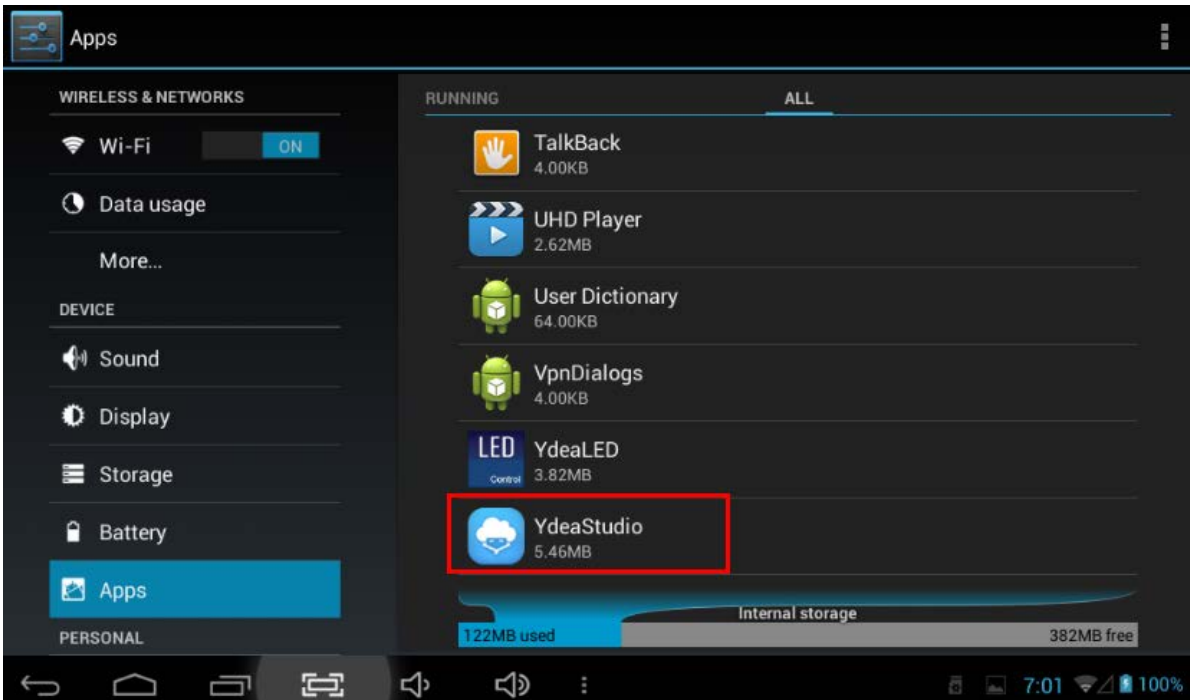 Apps
WIRELESS & NETWORKS
Wi-Fi
ON
Data usage
More...
DEVICE
Sound
Display
Storage
Battery
Apps
PERSONAL
RUNNING
ALL
TalkBack
4.00KB
UHD Player
2.62MB
User Dictionary
64.00KB
VpnDialogs
4.00KB
LED
Control
YdeaLED
3.82MB
YdeaStudio
5.46MB
Internal storage
122MB used
382MB free
7:01
100%